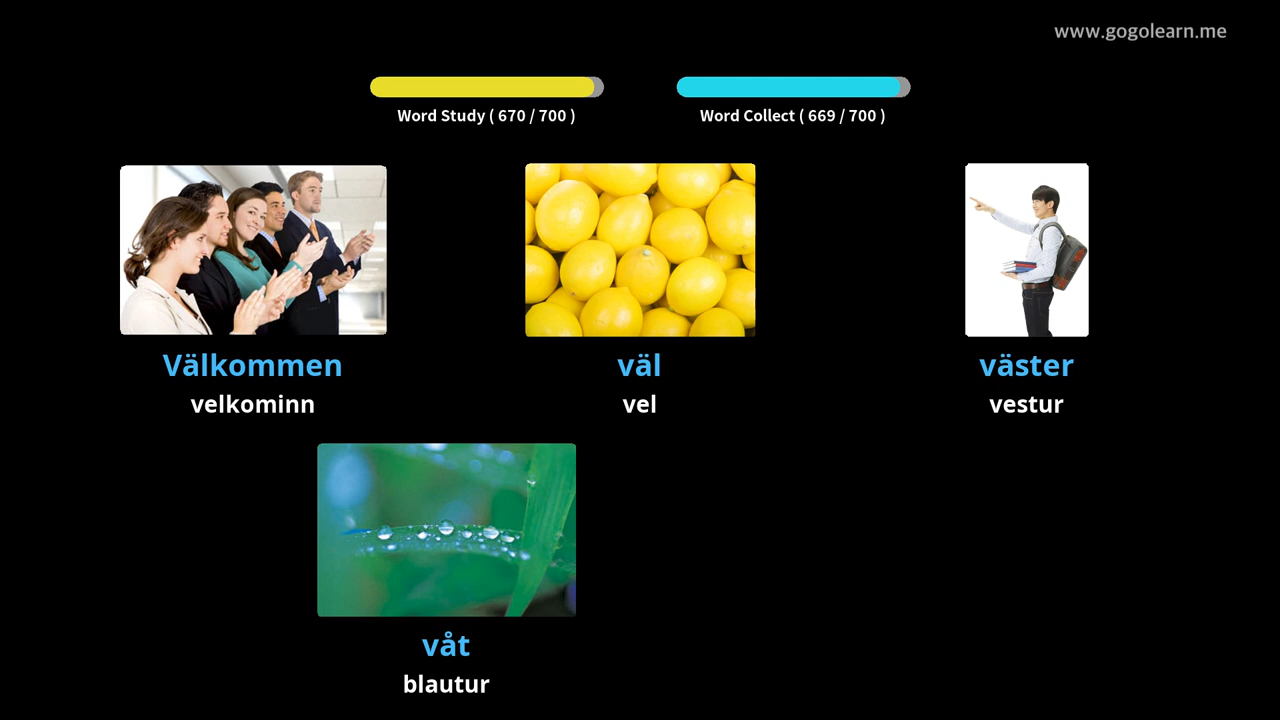 www.gogolearn.me
Word Study ( 670 / 700 )
Word Collect ( 669 / 700 )
Välkommen
velkominn
väl
vel
väster
vestur
våt
blautur